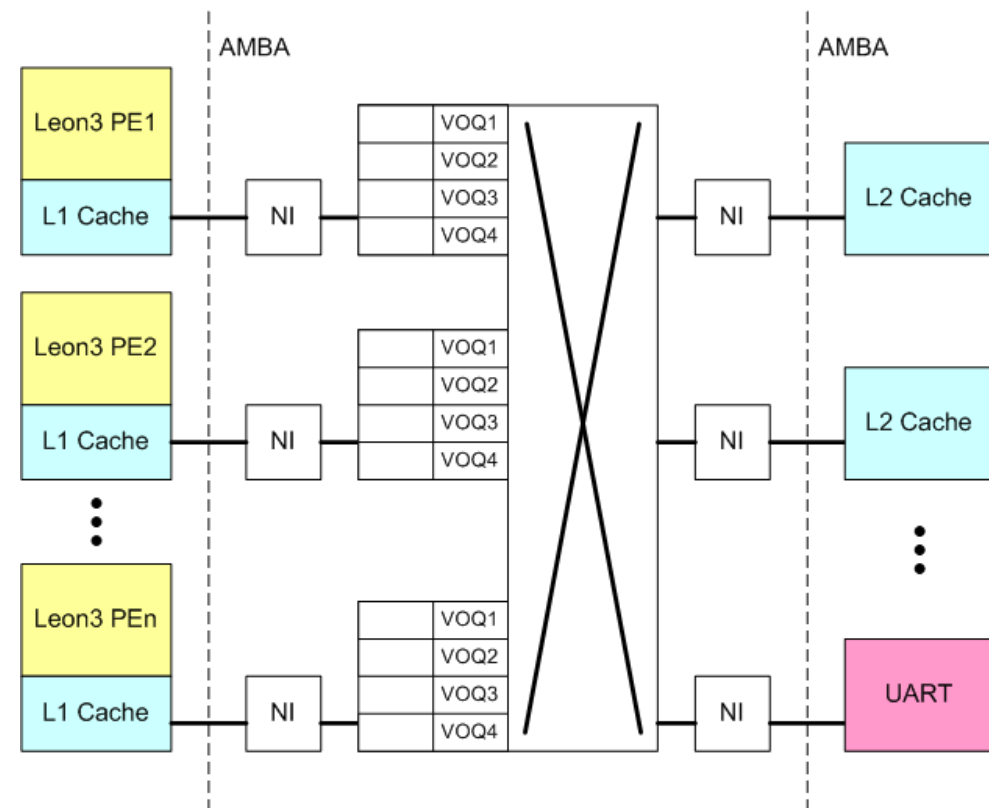 AMBA
AMBA
Leon3 PE1
L1 Cache
NI
VOQ1
VOQ2
VOQ3
VOQ4
NI
L2 Cache
Leon3 PE2
L1 Cache
NI
VOQ1
VOQ2
VOQ3
VOQ4
NI
L2 Cache
Leon3 PEn
L1 Cache
NI
VOQ1
VOQ2
VOQ3
VOQ4
NI
UART